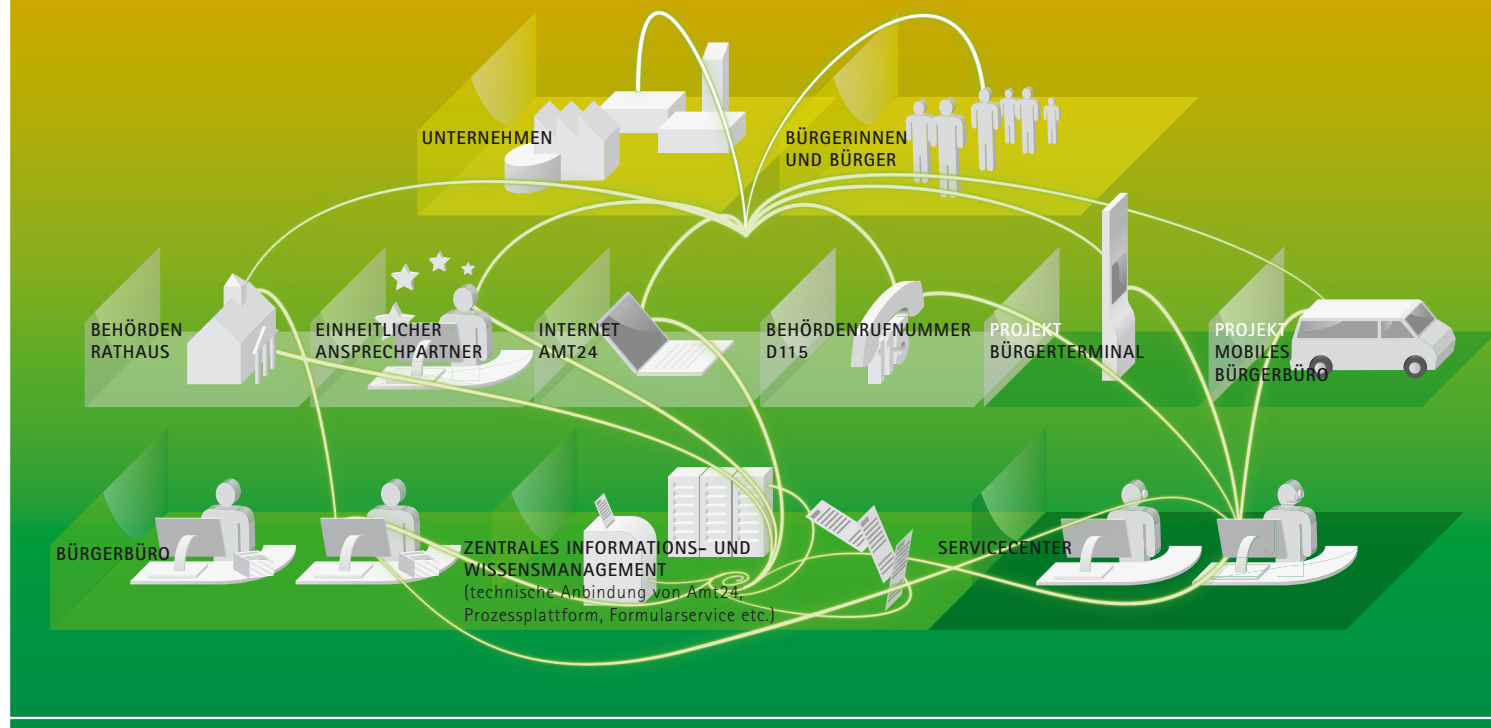 UNTERNEHMEN
BÜRGERINNEN
UND BÜRGER
BEHÖRDEN
RATHAUS
EINHEITLICHER
ANSPRECHPARTNER
INTERNET
AMT24
BEHÖRDENRUFNUMMER
D115
PROJEKT
BÜRGERTERMINAL
PROJEKT
MOBILES
BÜRGERBÜRO
BÜRGERBÜRO
ZENTRALES INFORMATIONS- UND
WISSENSMANAGEMENT
(technische Anbindung von Amt24,
Prozessplattform, Formularservice etc.)
SERVICECENTER